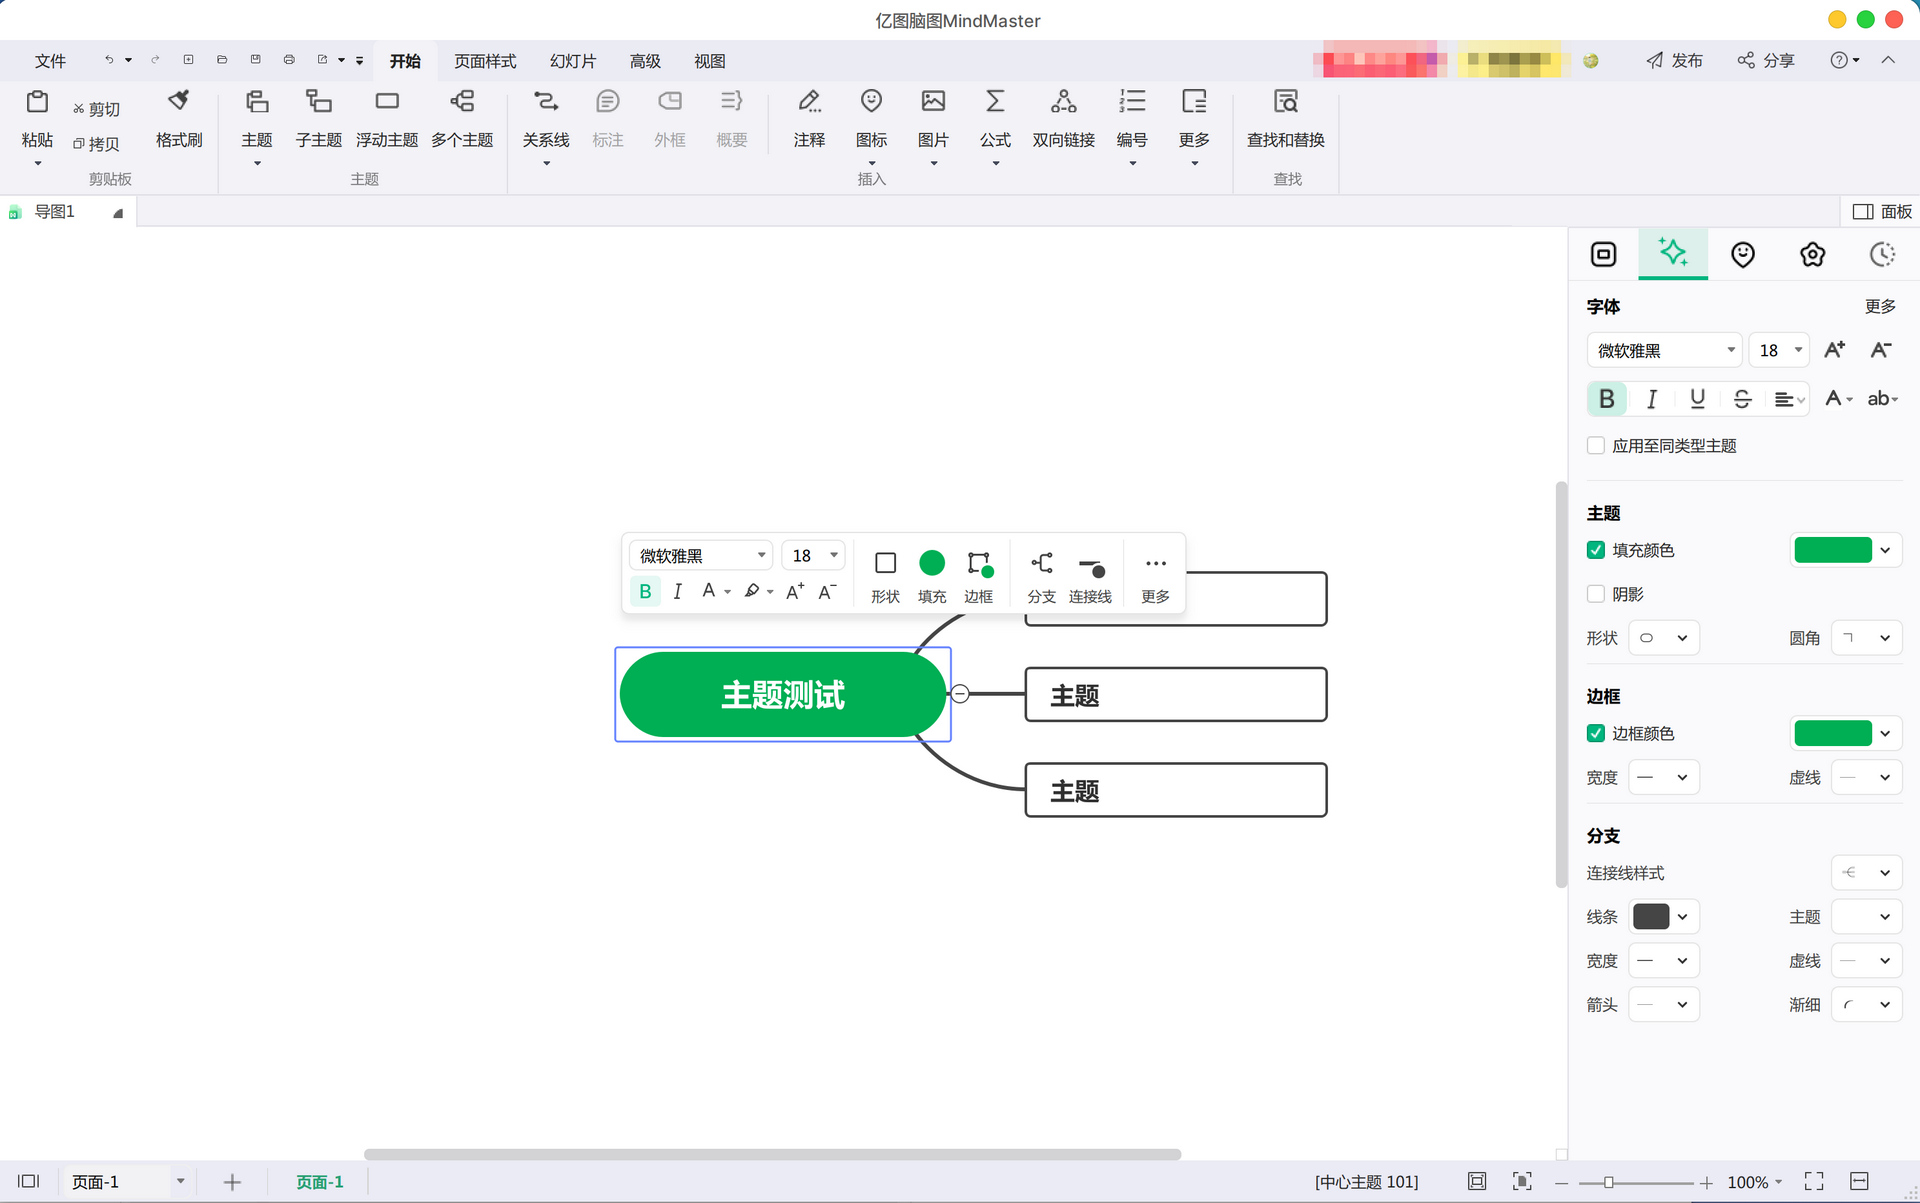 亿图脑图MindMaster
文件 开始 页面样式 幻灯片 高级 视图 发布 分享
粘贴 剪切 拷贝 格式刷 主题 子主题 浮动主题 多个主题 关系线 标注 外框 概要 注释 图标 图片 公式 双向链接 编号 更多 查找和替换
剪贴板 主题 插入 查找
导图1 面板
字体 更多
微软雅黑 18 A+ A-
B I U S A ab
应用至同类型主题
主题
填充颜色
阴影
形状 圆角
边框
边框颜色
宽度 虚线
分支
连接线样式
线条 主题
宽度 虚线
箭头 渐细
微软雅黑 18
B I A A+ A-
形状 填充 边框 分支 连接线 更多
主题测试
主题
主题
页面-1 页面-1 [中心主题 101] 100%